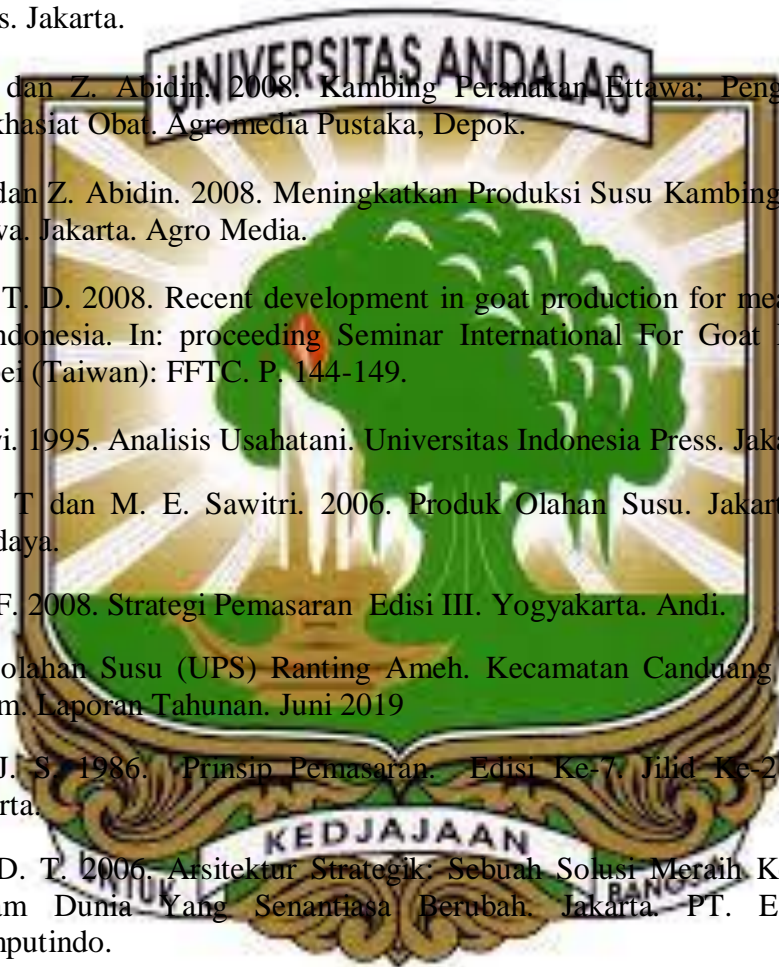 s. Jakarta.
UNIVERSITAS ANDALAS
dan Z. Abidin. 2008. Kambing Peranakan Ettawa; Peng
khasiat Obat. Agromedia Pustaka, Depok.
dan Z. Abidin. 2008. Meningkatkan Produksi Susu Kambing
va. Jakarta. Agro Media.
T. D. 2008. Recent development in goat production for mea
ndonesia. In: proceeding Seminar International For Goat
ei (Taiwan): FFTC. P. 144-149.
vi. 1995. Analisis Usahatani. Universitas Indonesia Press. Jaka
T dan M. E. Sawitri. 2006. Produk Olahan Susu. Jakart
daya.
F. 2008. Strategi Pemasaran Edisi III. Yogyakarta. Andi.
olahan Susu (UPS) Ranting Ameh. Kecamatan Canduang
m. Laporan Tahunan. Juni 2019
J. S. 1986. Prinsip Pemasaran. Edisi Ke-7. Jilid Ke-2
rta.
UNTUK KEDJAJAAN BANGSA
D. T. 2006. Arsitektur Strategik: Sebuah Solusi Meraih K
um Dunia Yang Senantiasa Berubah. Jakarta. PT. E
mputindo.